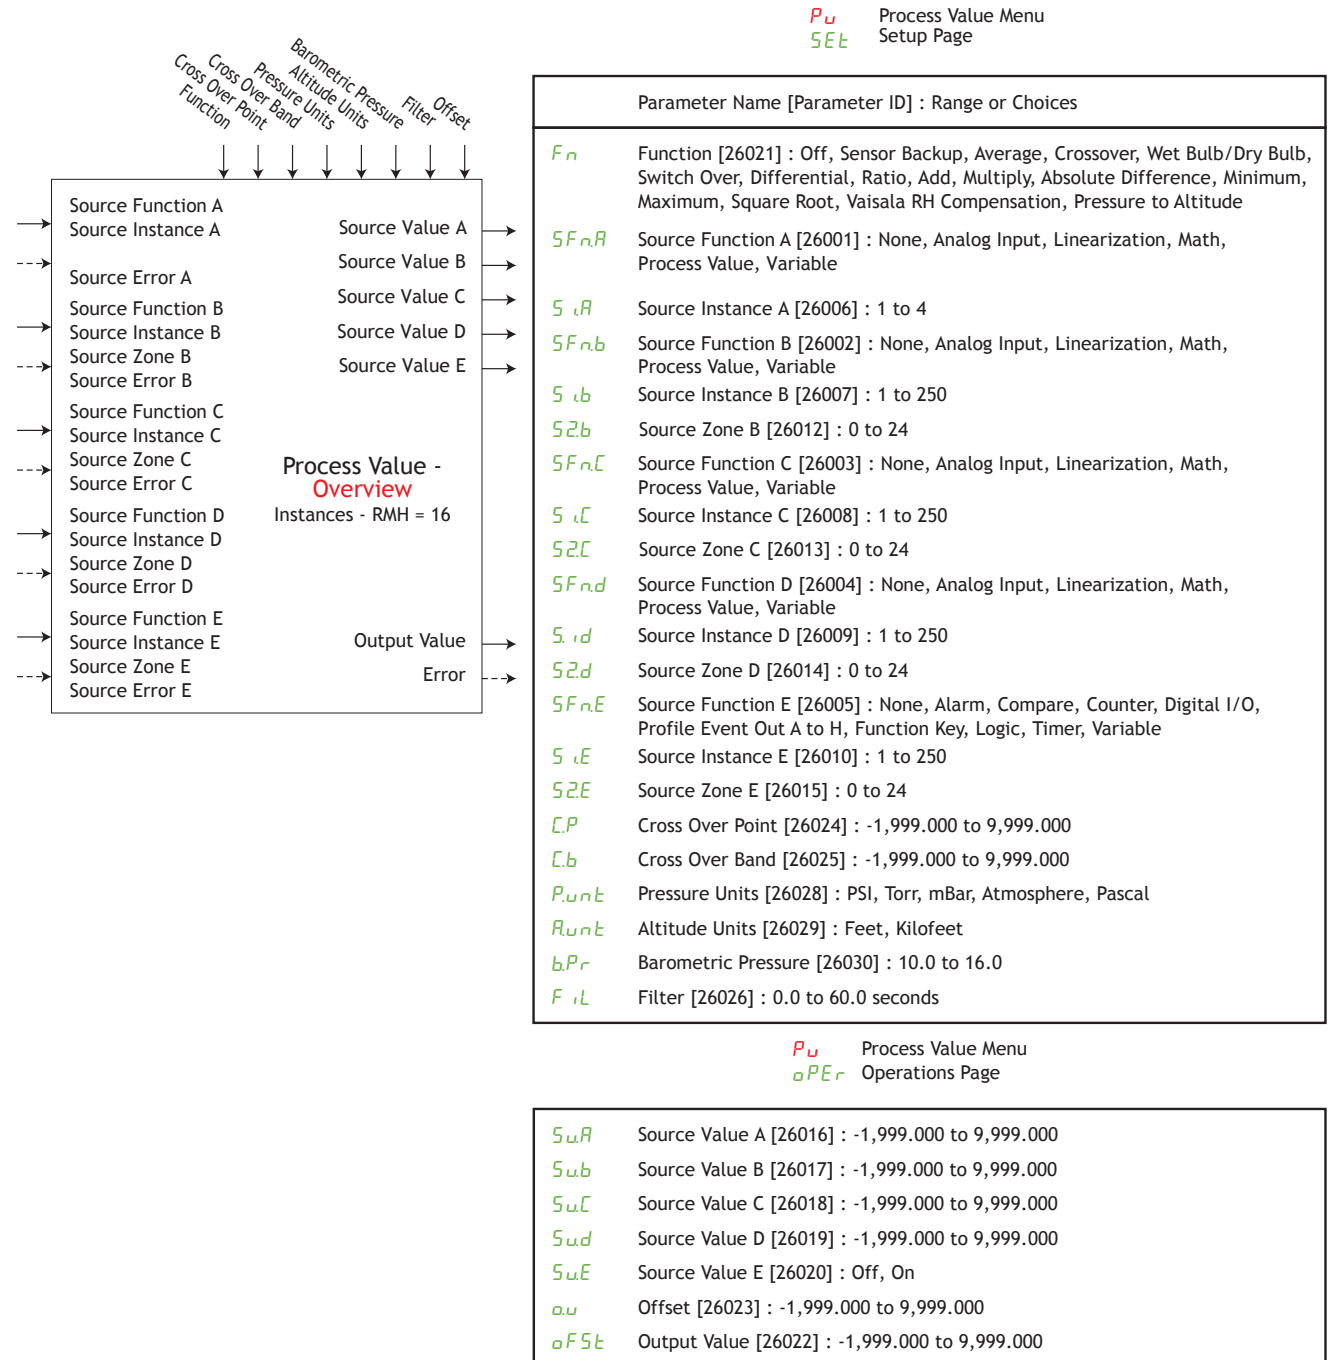 Pu Process Value Menu
SEt Setup Page
Function
Cross Over Point
Cross Over Band
Pressure Units
Altitude Units
Barometric Pressure
Filter
Offset
Source Function A
Source Instance A
Source Error A
Source Function B
Source Instance B
Source Zone B
Source Error B
Source Function C
Source Instance C
Source Zone C
Source Error C
Source Function D
Source Instance D
Source Zone D
Source Error D
Source Function E
Source Instance E
Source Zone E
Source Error E
Source Value A
Source Value B
Source Value C
Source Value D
Source Value E
Process Value -
Overview
Instances - RMH = 16
Output Value
Error
Parameter Name [Parameter ID] : Range or Choices
Fn Function [26021] : Off, Sensor Backup, Average, Crossover, Wet Bulb/Dry Bulb,
Switch Over, Differential, Ratio, Add, Multiply, Absolute Difference, Minimum,
Maximum, Square Root, Vaisala RH Compensation, Pressure to Altitude
SFn.A Source Function A [26001] : None, Analog Input, Linearization, Math,
Process Value, Variable
Si.A Source Instance A [26006] : 1 to 4
SFn.b Source Function B [26002] : None, Analog Input, Linearization, Math,
Process Value, Variable
Si.b Source Instance B [26007] : 1 to 250
SZ.b Source Zone B [26012] : 0 to 24
SFn.C Source Function C [26003] : None, Analog Input, Linearization, Math,
Process Value, Variable
Si.C Source Instance C [26008] : 1 to 250
SZ.C Source Zone C [26013] : 0 to 24
SFn.d Source Function D [26004] : None, Analog Input, Linearization, Math,
Process Value, Variable
S.id Source Instance D [26009] : 1 to 250
SZ.d Source Zone D [26014] : 0 to 24
SFn.E Source Function E [26005] : None, Alarm, Compare, Counter, Digital I/O,
Profile Event Out A to H, Function Key, Logic, Timer, Variable
Si.E Source Instance E [26010] : 1 to 250
SZ.E Source Zone E [26015] : 0 to 24
C.P Cross Over Point [26024] : -1,999.000 to 9,999.000
C.b Cross Over Band [26025] : -1,999.000 to 9,999.000
P.unt Pressure Units [26028] : PSI, Torr, mBar, Atmosphere, Pascal
A.unt Altitude Units [26029] : Feet, Kilofeet
b.Pr Barometric Pressure [26030] : 10.0 to 16.0
FiL Filter [26026] : 0.0 to 60.0 seconds
Pu Process Value Menu
oPEr Operations Page
Su.A Source Value A [26016] : -1,999.000 to 9,999.000
Su.b Source Value B [26017] : -1,999.000 to 9,999.000
Su.C Source Value C [26018] : -1,999.000 to 9,999.000
Su.d Source Value D [26019] : -1,999.000 to 9,999.000
Su.E Source Value E [26020] : Off, On
o.u Offset [26023] : -1,999.000 to 9,999.000
oFSt Output Value [26022] : -1,999.000 to 9,999.000